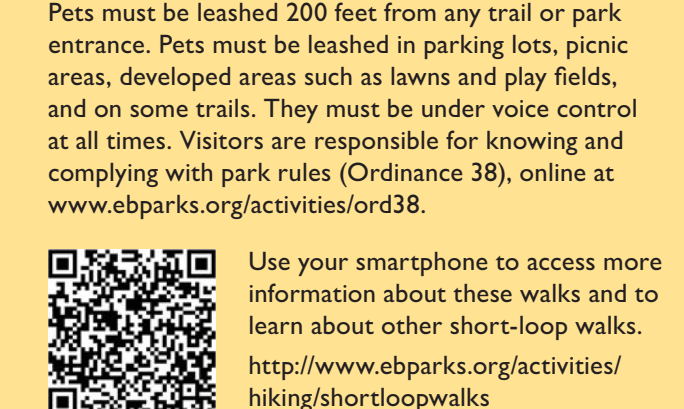 Pets must be leashed 200 feet from any trail or park
entrance. Pets must be leashed in parking lots, picnic
areas, developed areas such as lawns and play fields,
and on some trails. They must be under voice control
at all times. Visitors are responsible for knowing and
complying with park rules (Ordinance 38), online at
www.ebparks.org/activities/ord38.
Use your smartphone to access more
information about these walks and to
learn about other short-loop walks.
http://www.ebparks.org/activities/
hiking/shortloopwalks